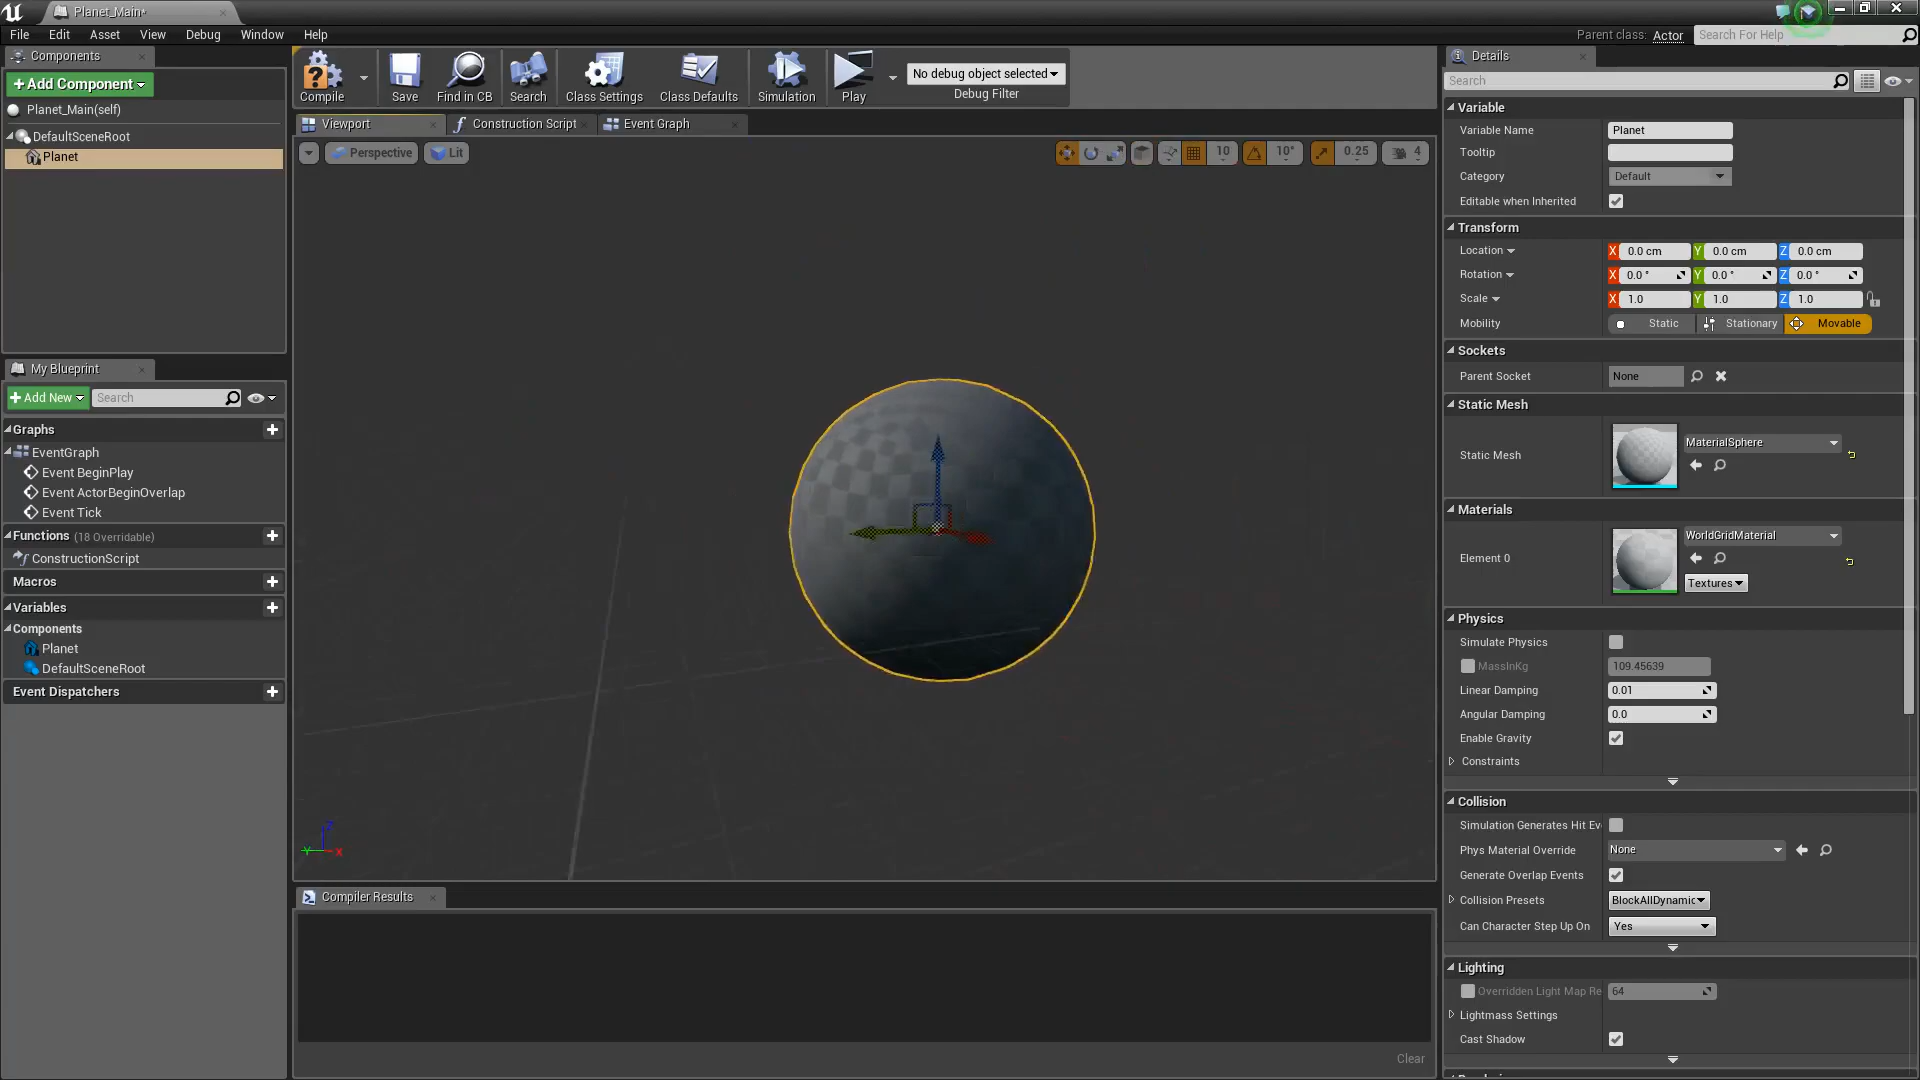 Planet_Main*
File Edit Asset View Debug Window Help
Parent class: Actor
Search For Help
Components
+Add Component
Planet_Main(self)
DefaultSceneRoot
Planet
Compile
Save
Find in CB
Search
Class Settings
Class Defaults
Simulation
Play
No debug object selected
Debug Filter
Viewport
Construction Script
Event Graph
Perspective
Lit
10
10°
0.25
4
X
Y
Z
My Blueprint
+Add New
Search
Graphs
EventGraph
Event BeginPlay
Event ActorBeginOverlap
Event Tick
Functions (18 Overridable)
ConstructionScript
Macros
Variables
Components
Planet
DefaultSceneRoot
Event Dispatchers
Compiler Results
Clear
Details
Search
Variable
Variable Name Planet
Tooltip
Category Default
Editable when Inherited
Transform
Location X 0.0 cm Y 0.0 cm Z 0.0 cm
Rotation X 0.0 ° Y 0.0 ° Z 0.0 °
Scale X 1.0 Y 1.0 Z 1.0
Mobility Static Stationary Movable
Sockets
Parent Socket None
Static Mesh
Static Mesh MaterialSphere
Materials
Element 0 WorldGridMaterial
Textures
Physics
Simulate Physics
MassInKg 109.45639
Linear Damping 0.01
Angular Damping 0.0
Enable Gravity
Constraints
Collision
Simulation Generates Hit Ev
Phys Material Override None
Generate Overlap Events
Collision Presets BlockAllDynamic
Can Character Step Up On Yes
Lighting
Overridden Light Map Re 64
Lightmass Settings
Cast Shadow